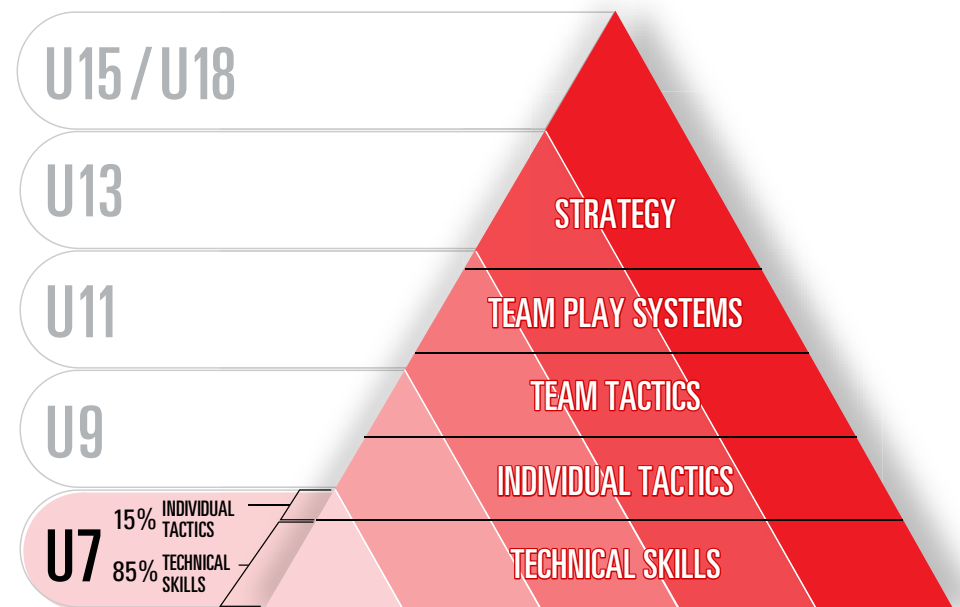 U15 / U18
U13
STRATEGY
U11
TEAM PLAY SYSTEMS
TEAM TACTICS
U9
INDIVIDUAL TACTICS
U7
15% INDIVIDUAL
TACTICS
85% TECHNICAL
SKILLS
TECHNICAL SKILLS